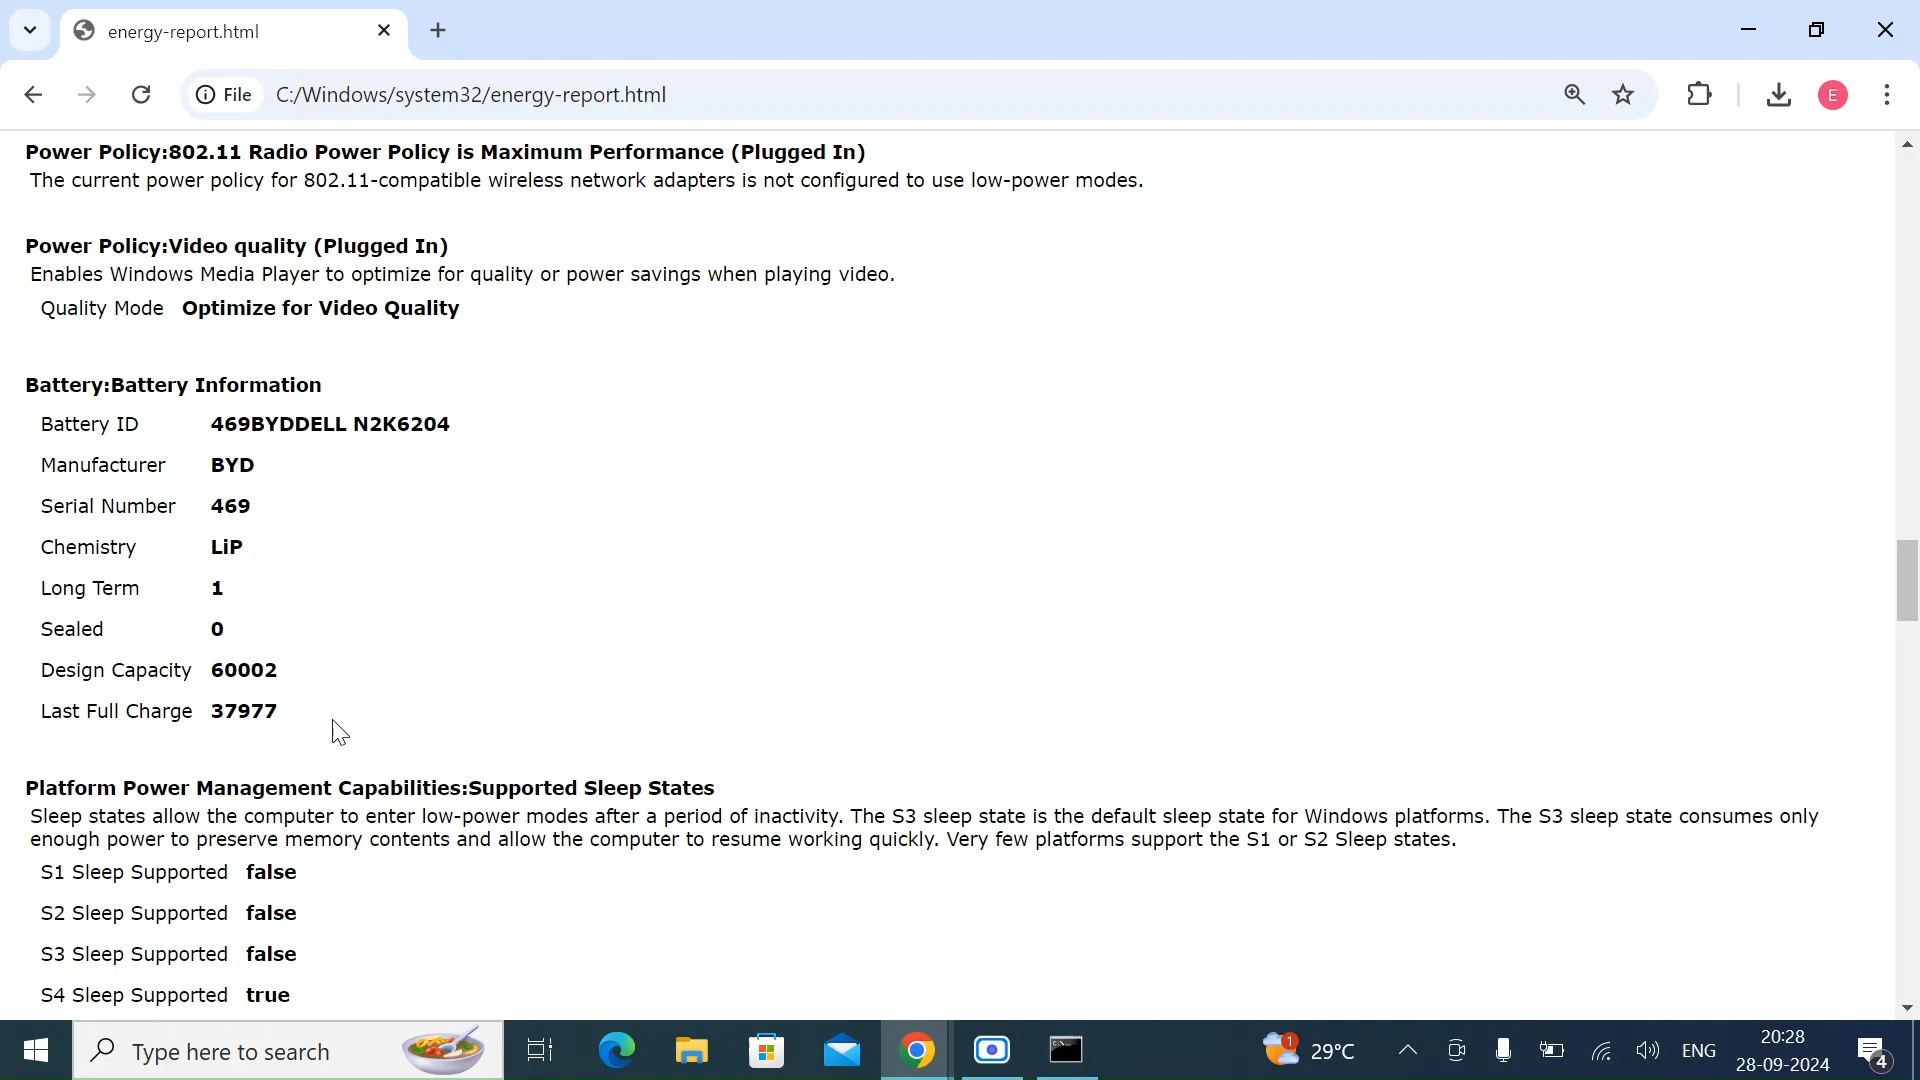 energy-report.html
File C:/Windows/system32/energy-report.html
E
Power Policy:802.11 Radio Power Policy is Maximum Performance (Plugged In)
The current power policy for 802.11-compatible wireless network adapters is not configured to use low-power modes.
Power Policy:Video quality (Plugged In)
Enables Windows Media Player to optimize for quality or power savings when playing video.
Quality Mode Optimize for Video Quality
Battery:Battery Information
Battery ID 469BYDDELL N2K6204
Manufacturer BYD
Serial Number 469
Chemistry LiP
Long Term 1
Sealed 0
Design Capacity 60002
Last Full Charge 37977
Platform Power Management Capabilities:Supported Sleep States
Sleep states allow the computer to enter low-power modes after a period of inactivity. The S3 sleep state is the default sleep state for Windows platforms. The S3 sleep state consumes only
enough power to preserve memory contents and allow the computer to resume working quickly. Very few platforms support the S1 or S2 Sleep states.
S1 Sleep Supported false
S2 Sleep Supported false
S3 Sleep Supported false
S4 Sleep Supported true
Type here to search
1
29°C
ENG
20:28
28-09-2024
4